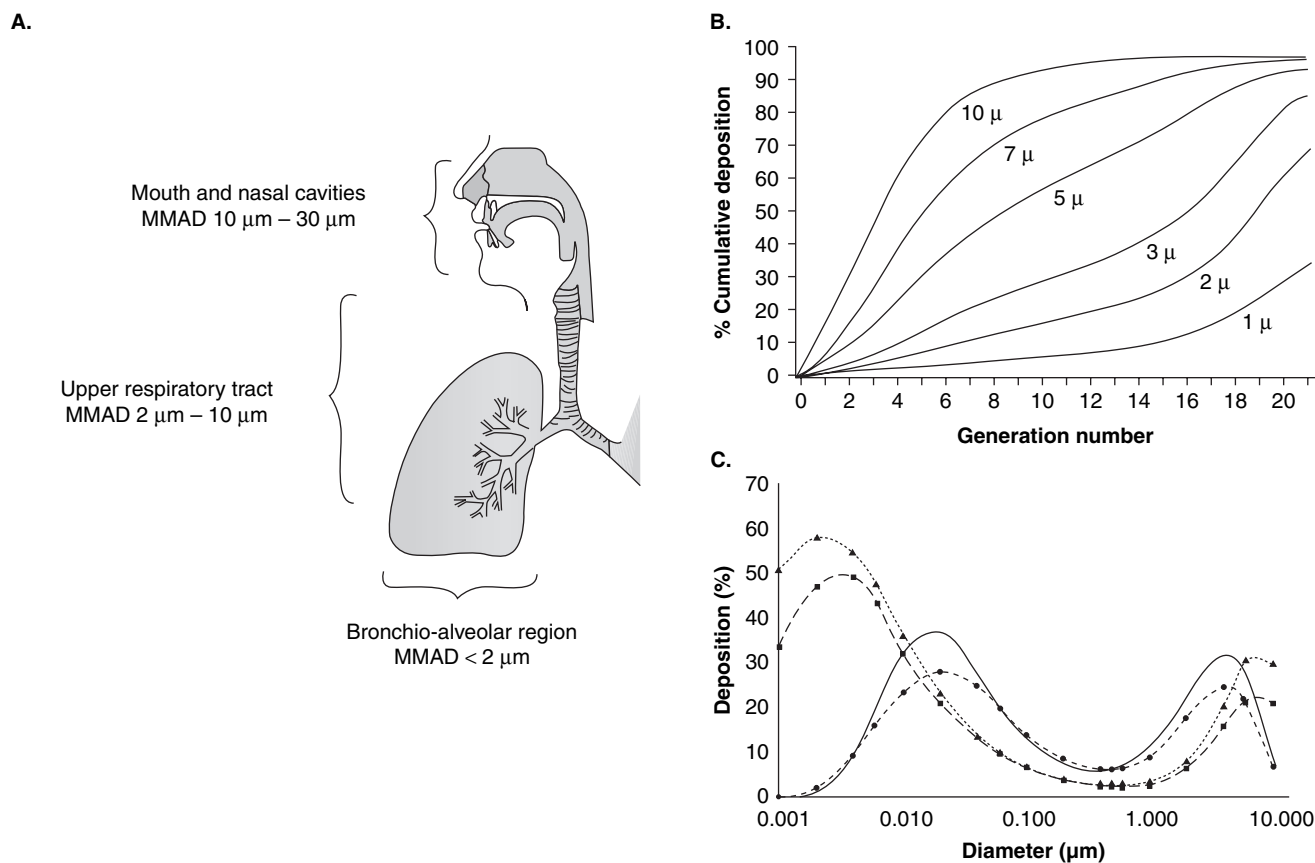 A.
Mouth and nasal cavities
MMAD 10 μm – 30 μm
Upper respiratory tract
MMAD 2 μm – 10 μm
Bronchio-alveolar region
MMAD < 2 μm
B.
% Cumulative deposition
100
90
80
70
60
50
40
30
20
10
0
10 μ
7 μ
5 μ
3 μ
2 μ
1 μ
0 2 4 6 8 10 12 14 16 18 20
Generation number
C.
Deposition (%)
70
60
50
40
30
20
10
0
0.001 0.010 0.100 1.000 10.000
Diameter (μm)